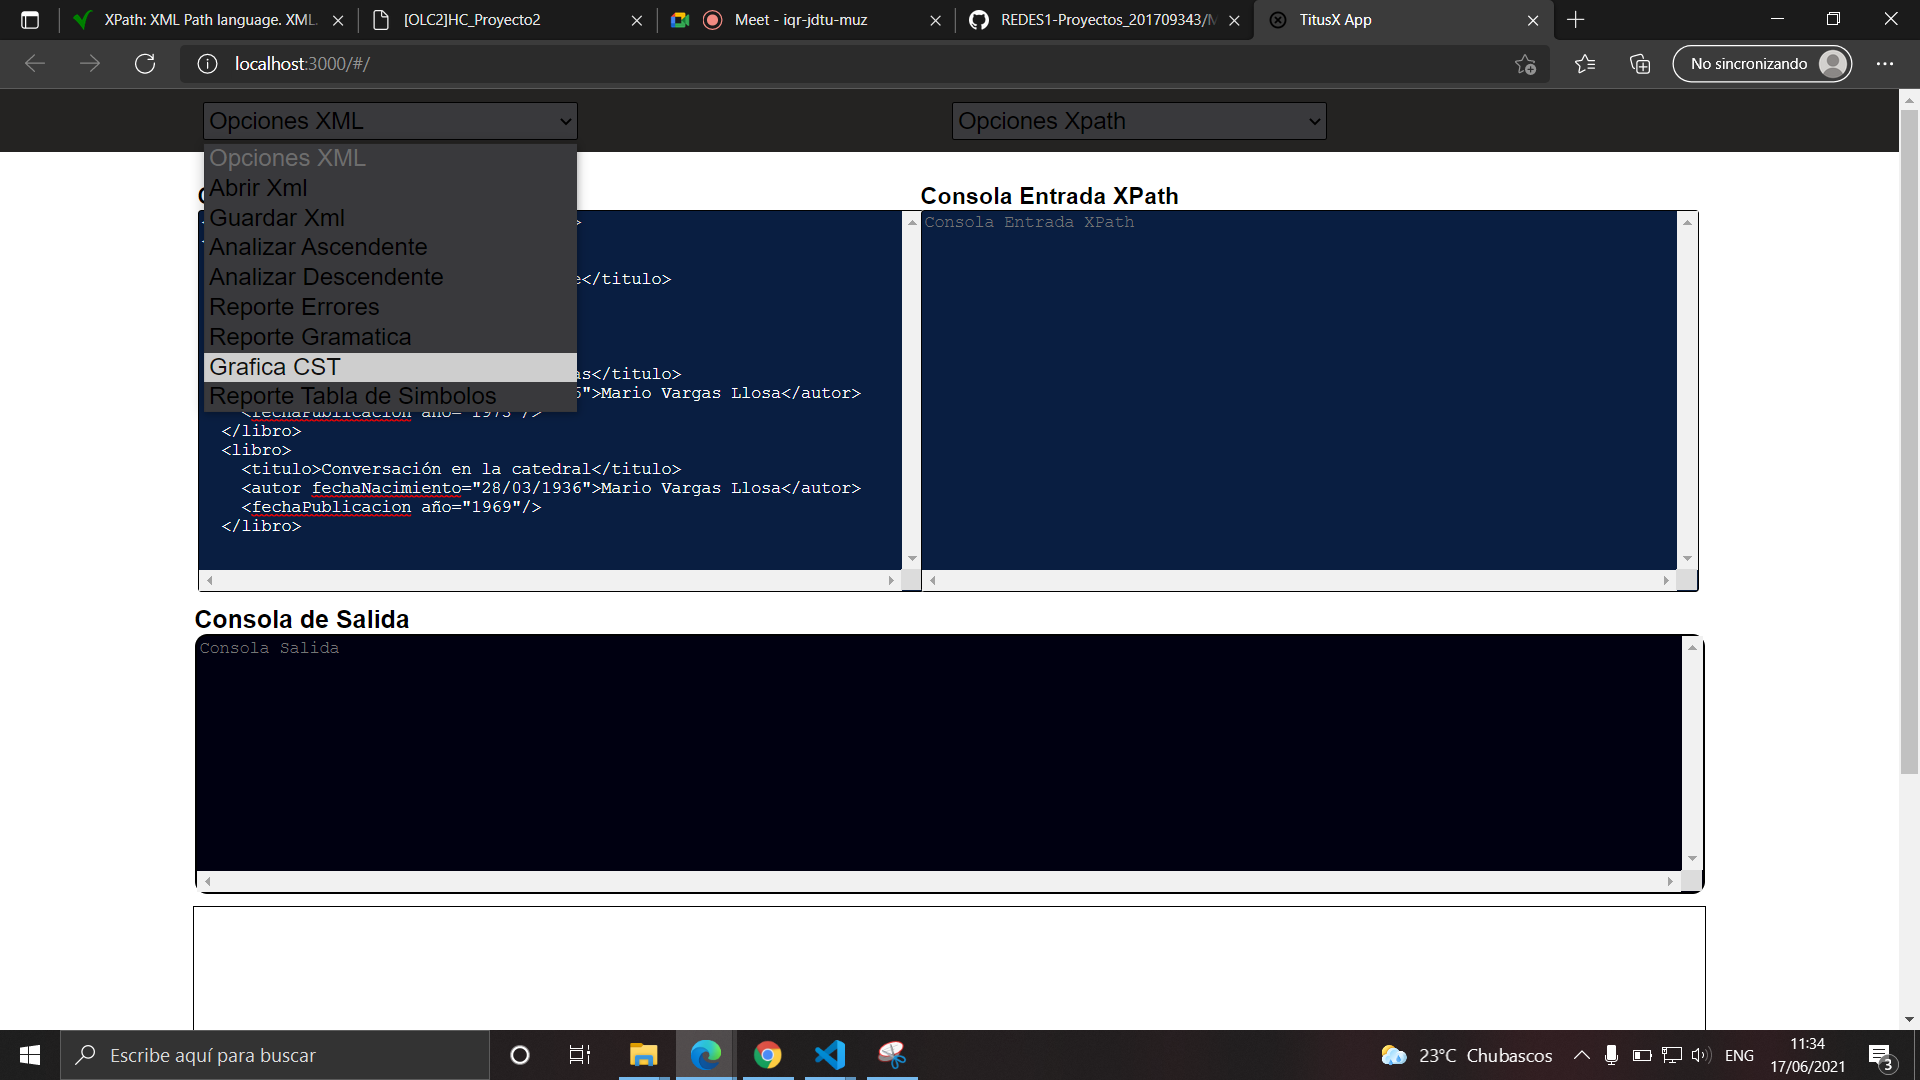 XPath: XML Path language. XML.
[OLC2]HC_Proyecto2
Meet - iqr-jdtu-muz
REDES1-Proyectos_201709343/M
TitusX App
localhost:3000/#/
No sincronizando
Opciones XML
Opciones Xpath
Opciones XML
Abrir Xml
Guardar Xml
Analizar Ascendente
Analizar Descendente
Reporte Errores
Reporte Gramatica
Grafica CST
Reporte Tabla de Simbolos
Consola Entrada XPath
Consola Entrada XPath
e</titulo>
as</titulo>
">Mario Vargas Llosa</autor>
<fechaPublicacion año="1973"/>
</libro>
<libro>
<titulo>Conversación en la catedral</titulo>
<autor fechaNacimiento="28/03/1936">Mario Vargas Llosa</autor>
<fechaPublicacion año="1969"/>
</libro>
Consola de Salida
Consola Salida
Escribe aquí para buscar
23°C Chubascos
ENG
11:34
17/06/2021
3